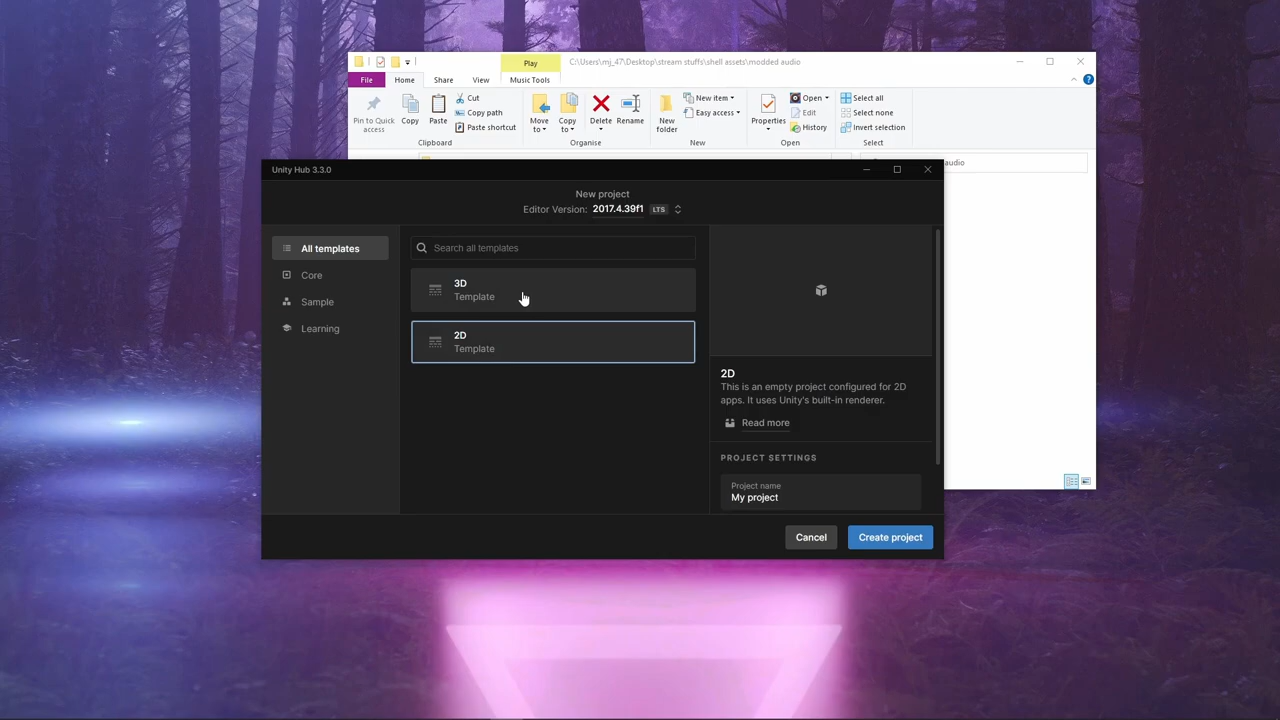 Play
C:\Users\mj_47\Desktop\stream stuffs\shell assets\modded audio
File
Home
Share
View
Music Tools
Pin to Quick access
Copy
Paste
Cut
Copy path
Paste shortcut
Clipboard
Move to
Copy to
Delete
Rename
Organise
New folder
New item
Easy access
New
Properties
Open
Edit
History
Open
Select all
Select none
Invert selection
Select
audio
Unity Hub 3.3.0
New project
Editor Version: 2017.4.39f1 LTS
All templates
Core
Sample
Learning
Search all templates
3D
Template
2D
Template
2D
This is an empty project configured for 2D
apps. It uses Unity's built-in renderer.
Read more
PROJECT SETTINGS
Project name
My project
Cancel
Create project